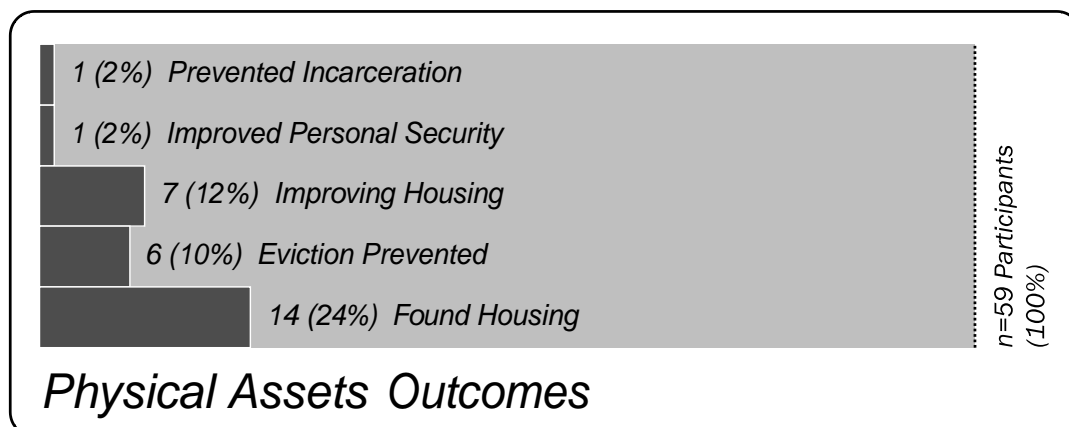 1 (2%) Prevented Incarceration
1 (2%) Improved Personal Security
7 (12%) Improving Housing
6 (10%) Eviction Prevented
14 (24%) Found Housing
n=59 Participants
(100%)
Physical Assets Outcomes